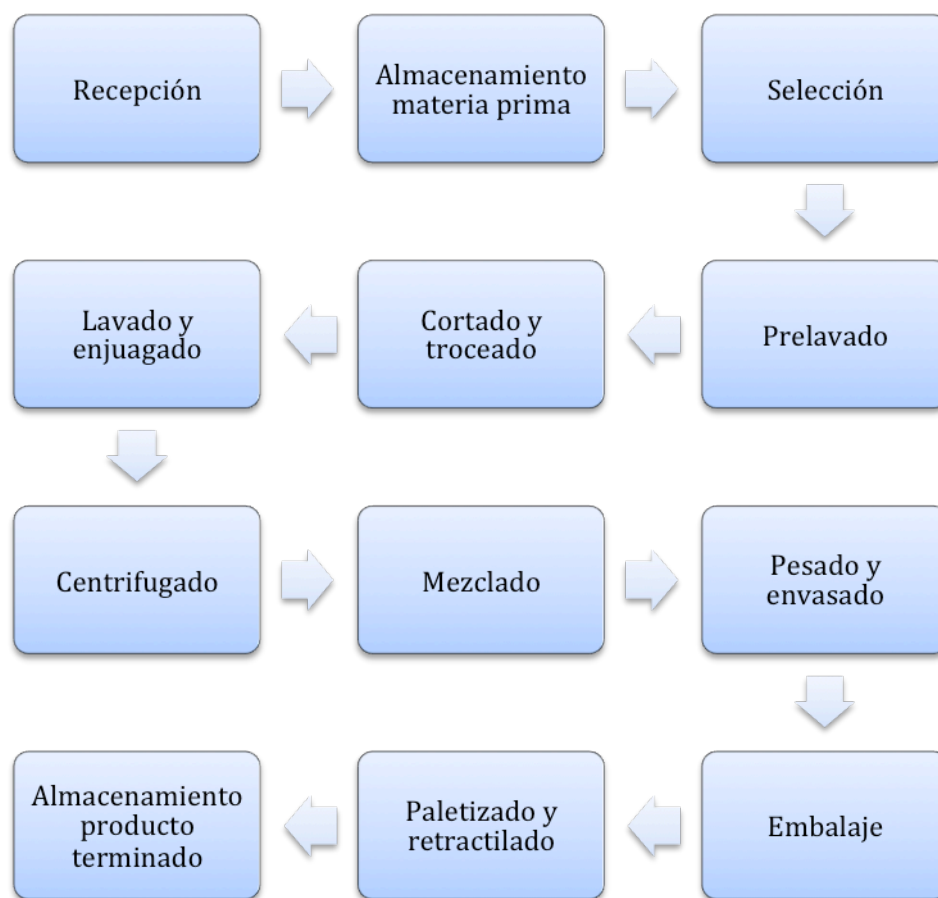 Recepción
Almacenamiento
materia prima
Selección
Prelavado
Cortado y
troceado
Lavado y
enjuagado
Centrifugado
Mezclado
Pesado y
envasado
Embalaje
Paletizado y
retractilado
Almacenamiento
producto
terminado